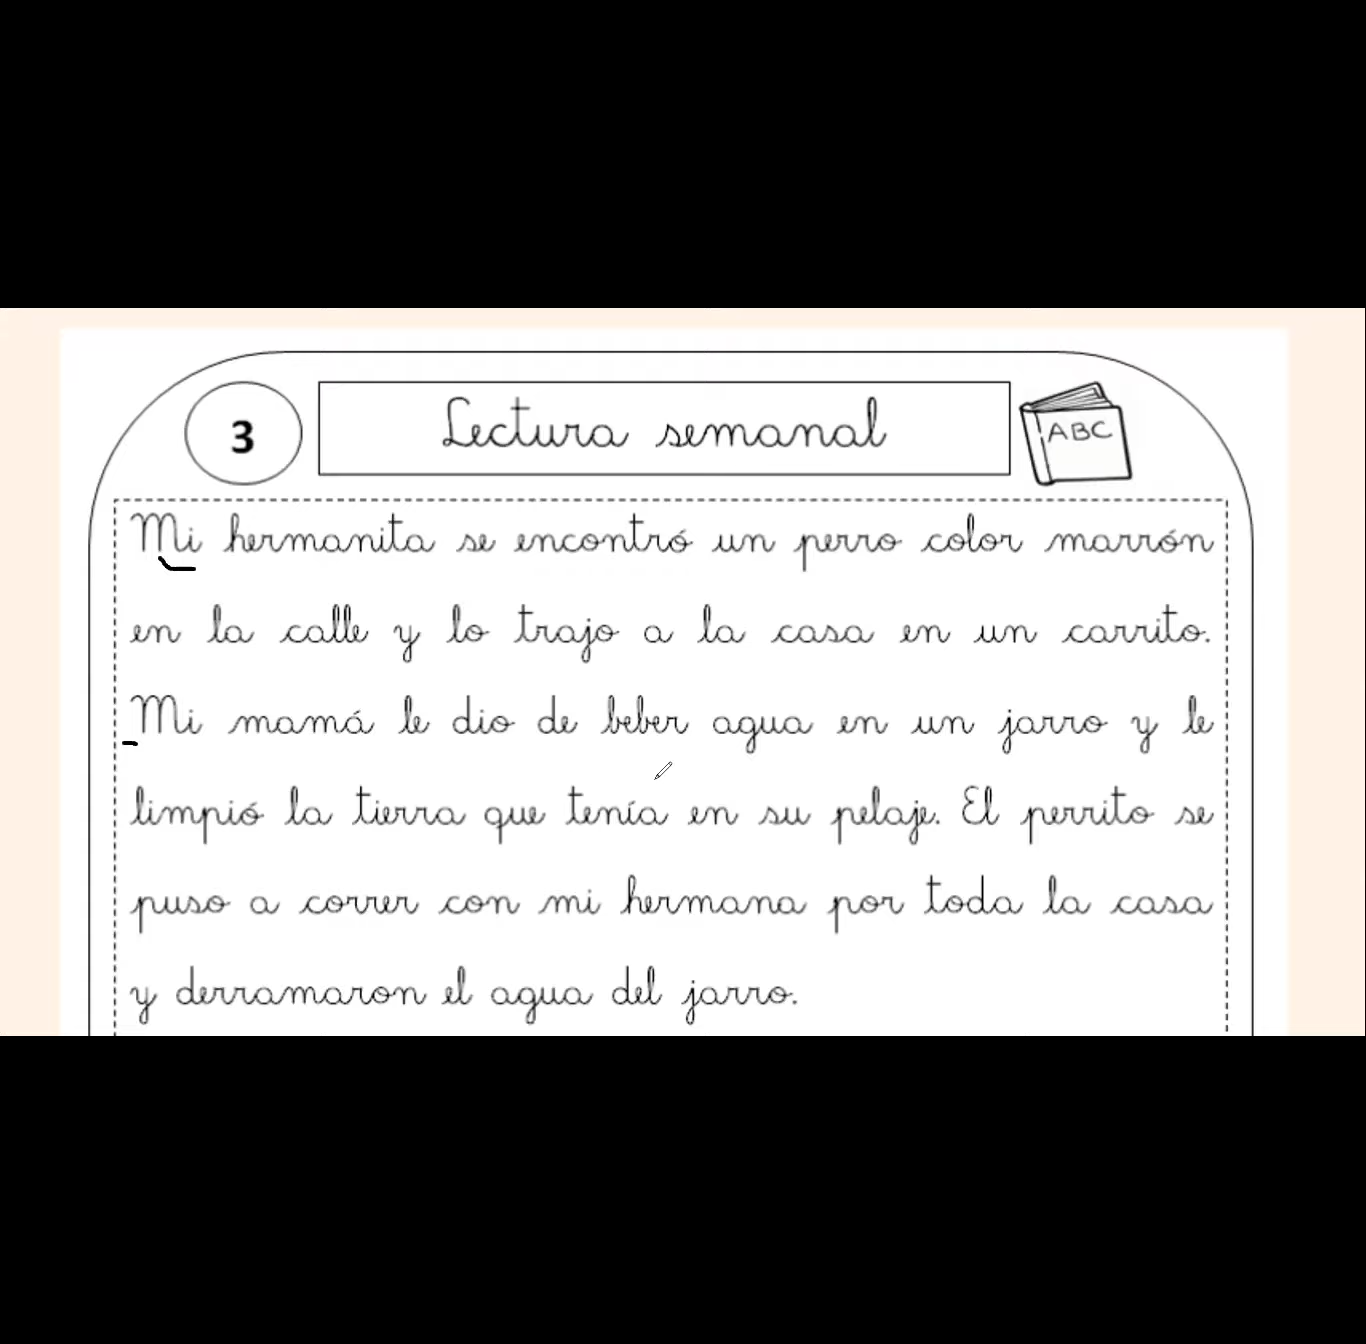 3
Lectura semanal
ABC
Mi hermanita se encontró un perro color marrón
en la calle y lo trajo a la casa en un carrito.
Mi mamá le dio de beber agua en un jarro y le
limpió la tierra que tenía en su pelaje. El perrito se
puso a correr con mi hermana por toda la casa
y derramaron el agua del jarro.